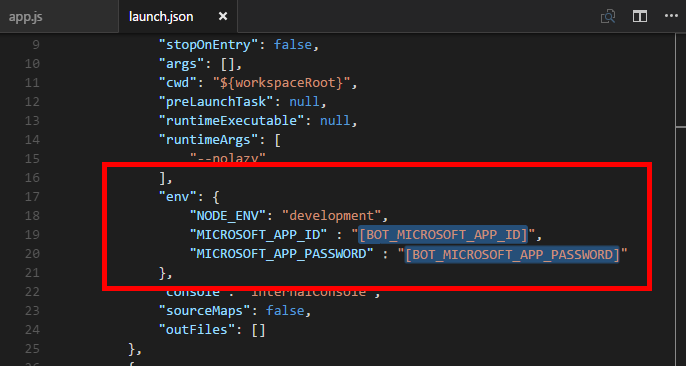 app.js launch.json
9 "stopOnEntry": false,
10 "args": [],
11 "cwd": "${workspaceRoot}",
12 "preLaunchTask": null,
13 "runtimeExecutable": null,
14 "runtimeArgs": [
15 "--nolazy"
16 ],
17 "env": {
18 "NODE_ENV": "development",
19 "MICROSOFT_APP_ID" : "[BOT_MICROSOFT_APP_ID]",
20 "MICROSOFT_APP_PASSWORD" : "[BOT_MICROSOFT_APP_PASSWORD]"
21 },
22 "console": "internalConsole",
23 "sourceMaps": false,
24 "outFiles": []
25 },
26 {